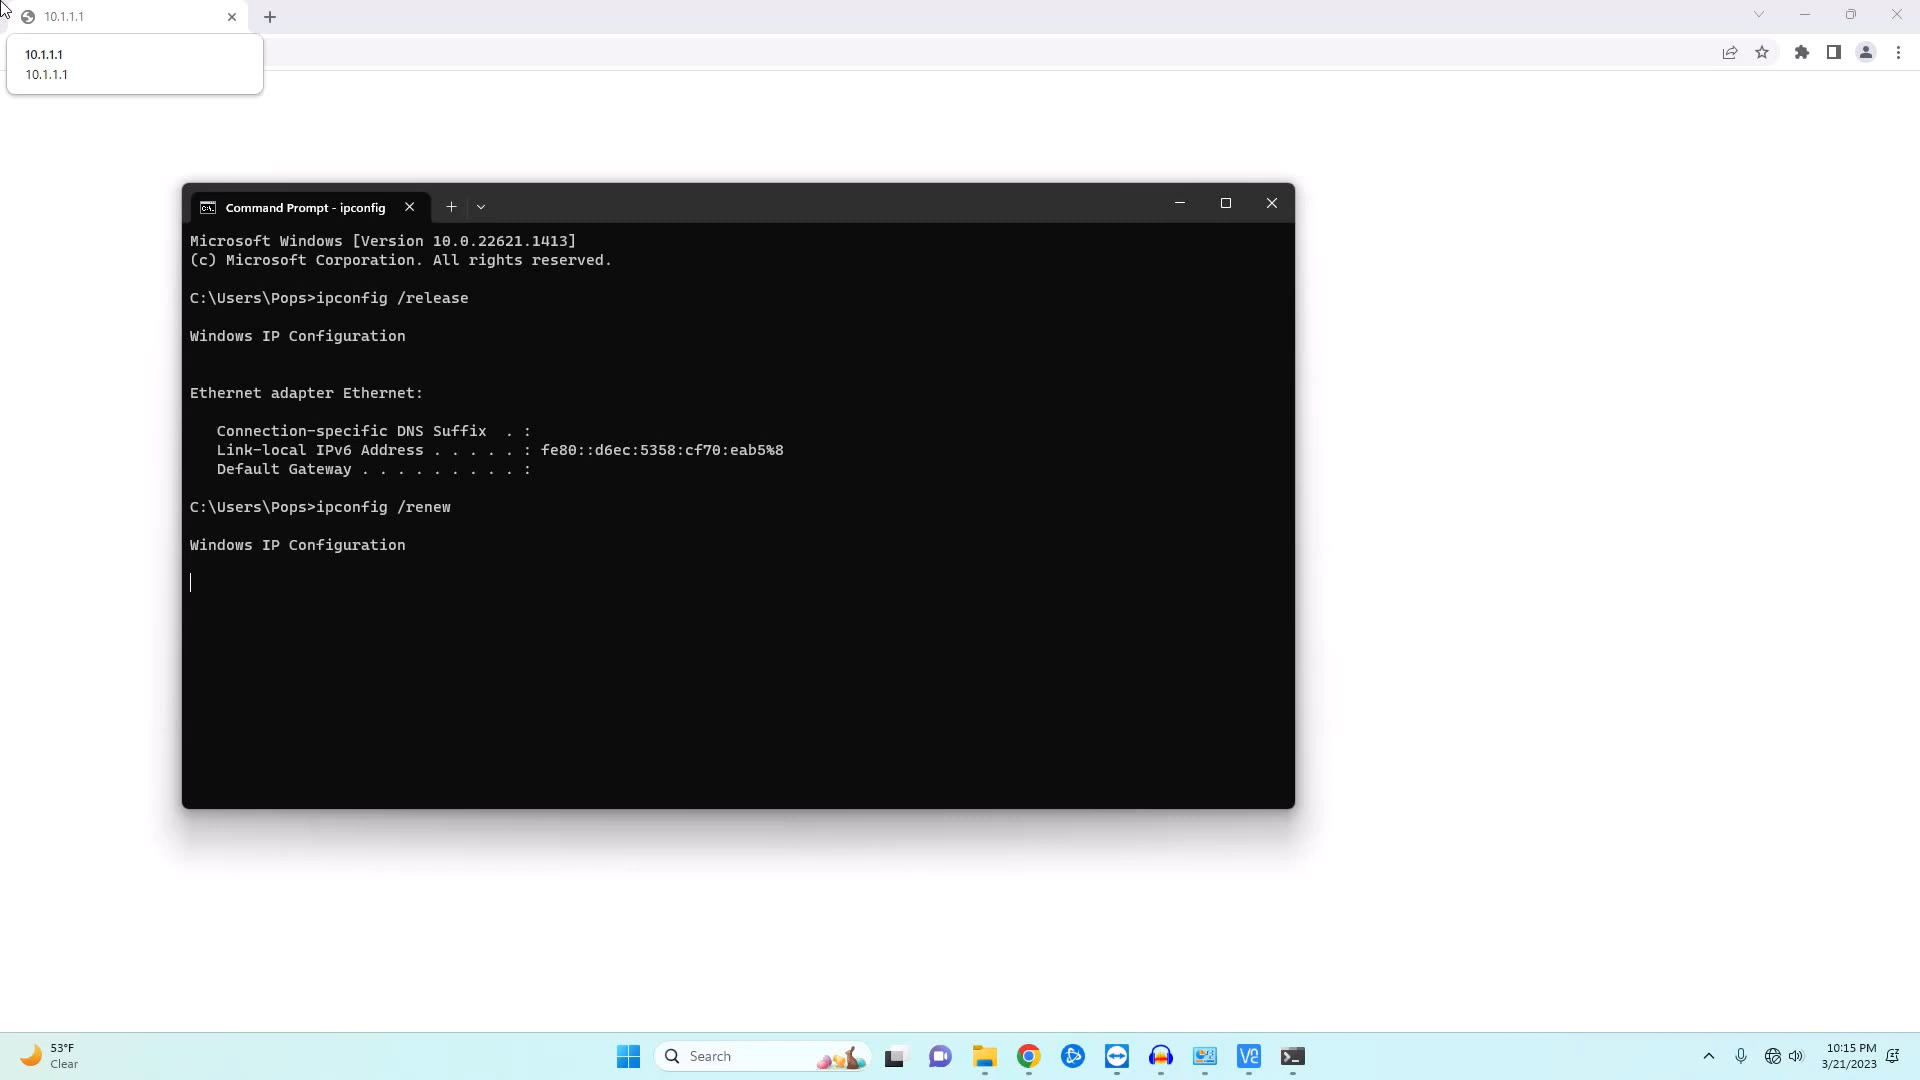 10.1.1.1
10.1.1.1
10.1.1.1
Command Prompt - ipconfig
Microsoft Windows [Version 10.0.22621.1413]
(c) Microsoft Corporation. All rights reserved.
C:\Users\Pops>ipconfig /release
Windows IP Configuration
Ethernet adapter Ethernet:
Connection-specific DNS Suffix  . :
Link-local IPv6 Address . . . . . : fe80::d6ec:5358:cf70:eab5%8
Default Gateway . . . . . . . . . :
C:\Users\Pops>ipconfig /renew
Windows IP Configuration
53°F
Clear
Search
10:15 PM
3/21/2023